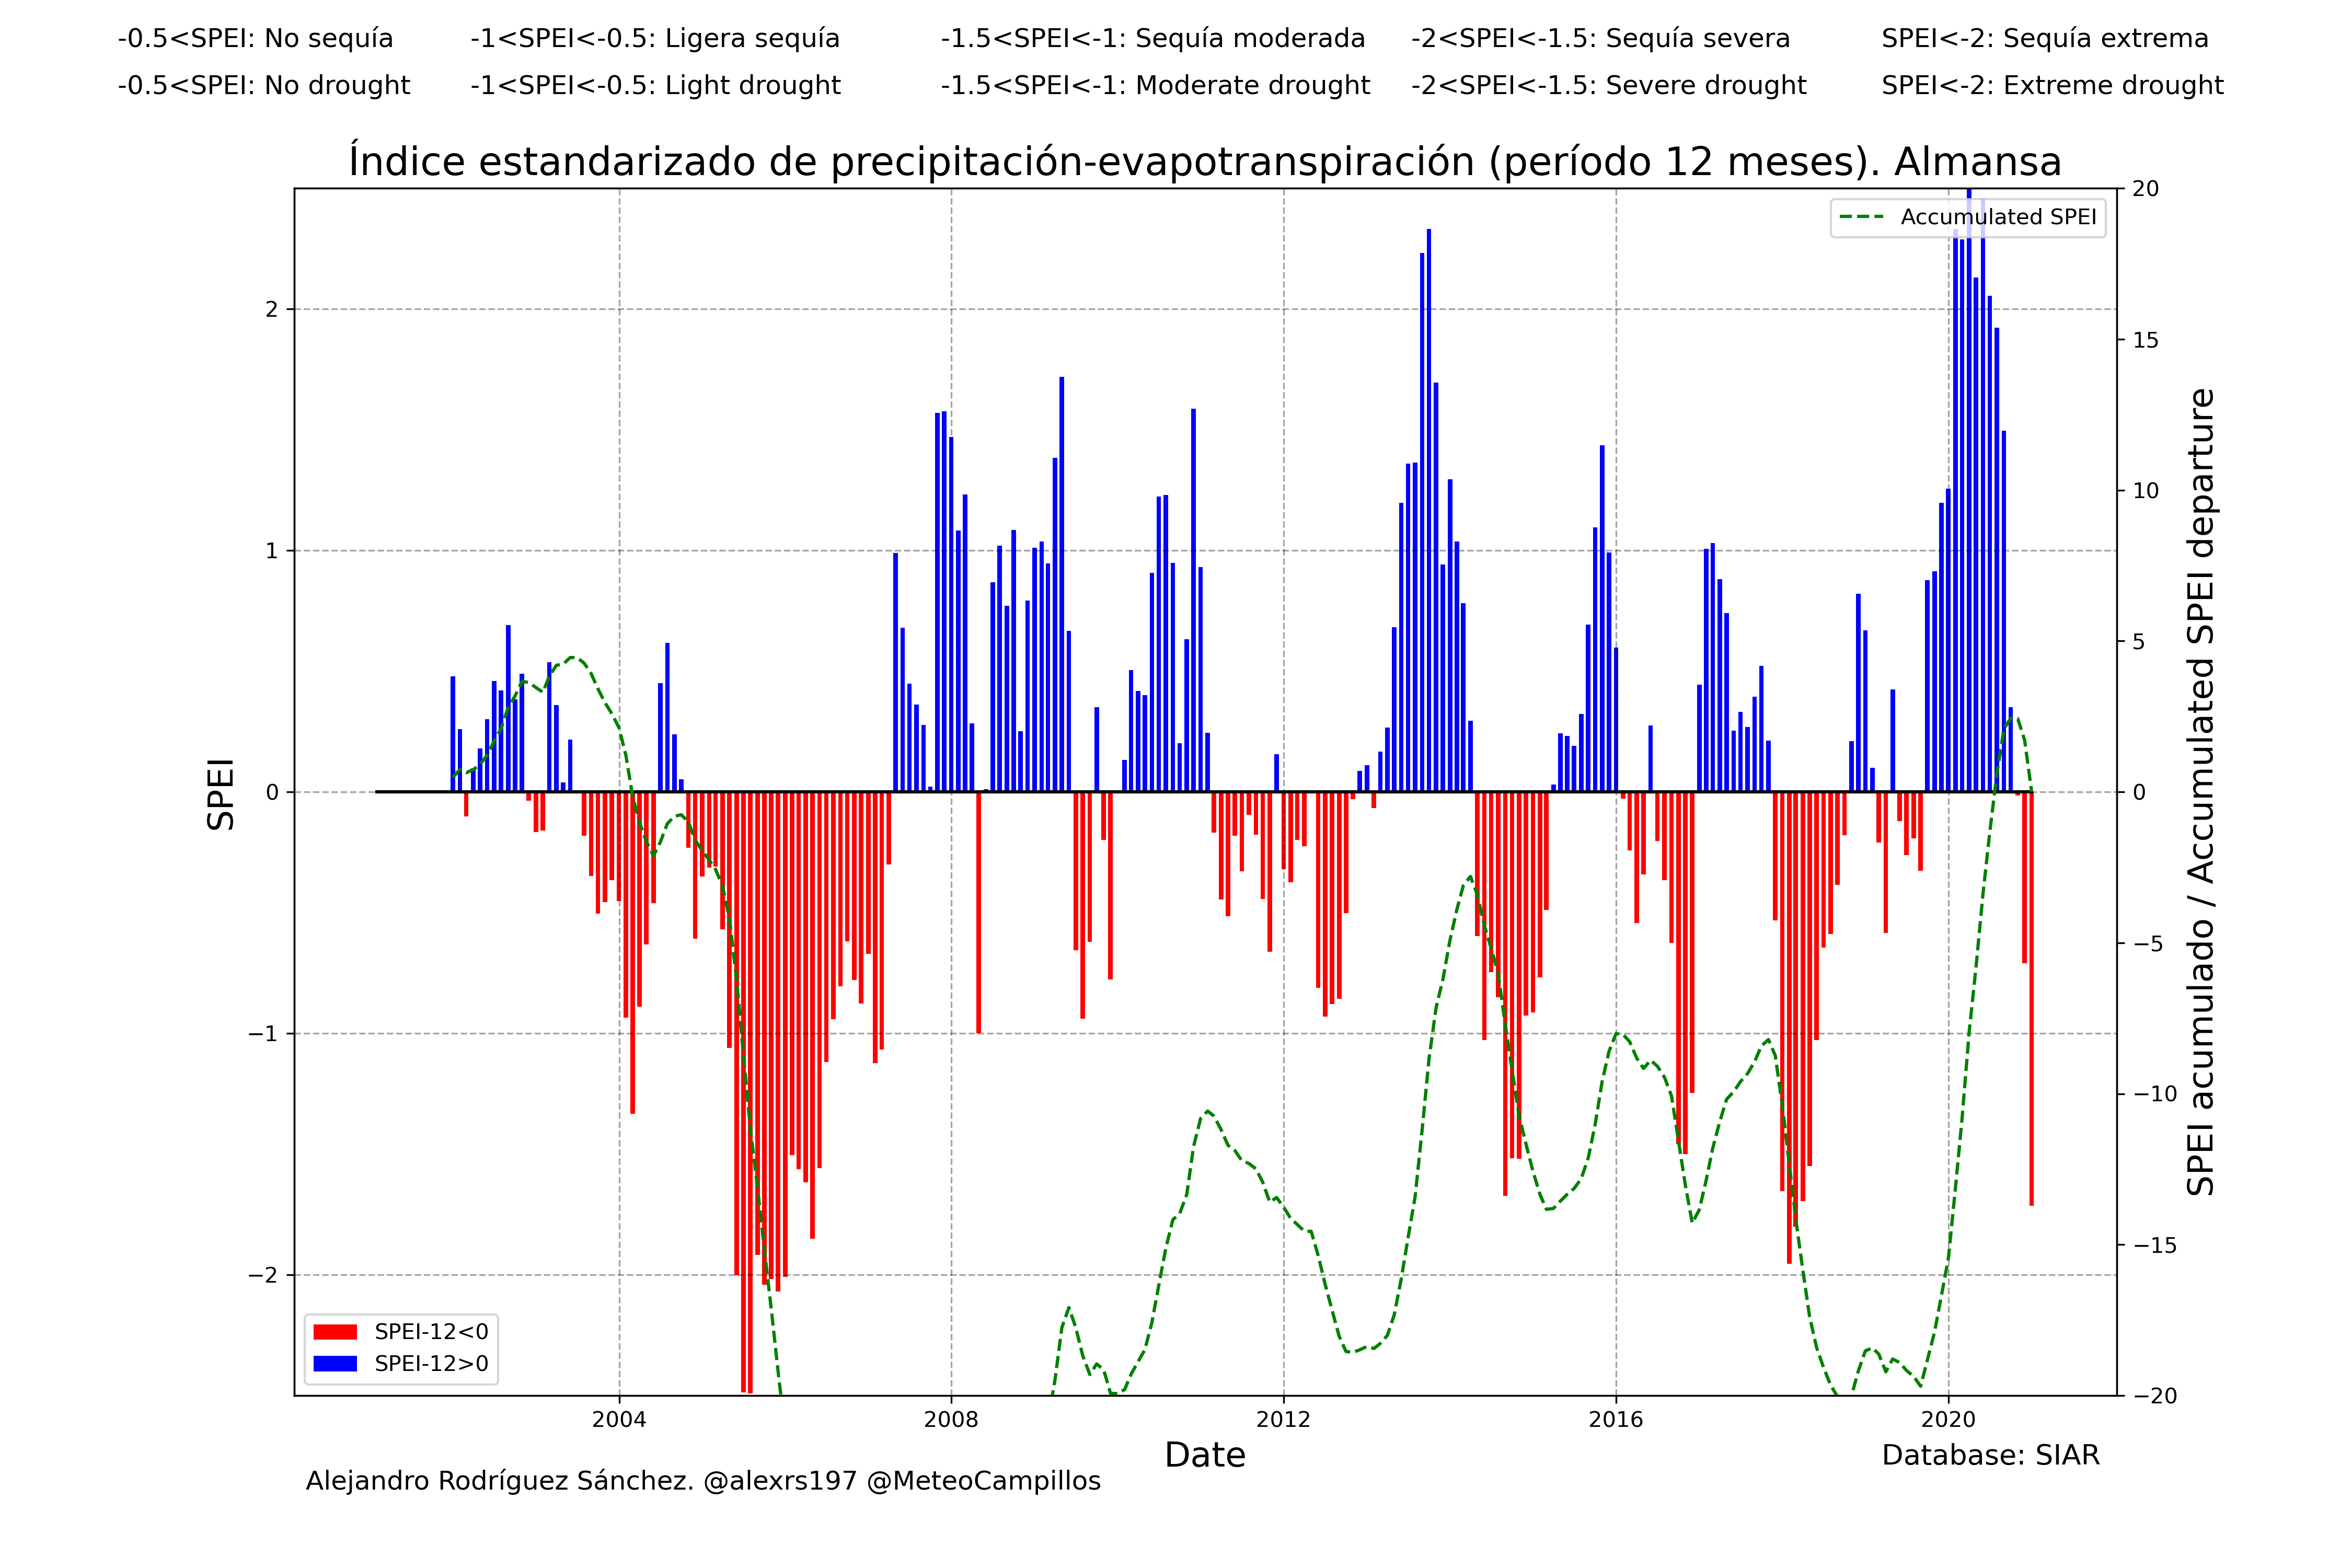 -0.5<SPEI: No sequía -1<SPEI<-0.5: Ligera sequía -1.5<SPEI<-1: Sequía moderada -2<SPEI<-1.5: Sequía severa SPEI<-2: Sequía extrema
-0.5<SPEI: No drought -1<SPEI<-0.5: Light drought -1.5<SPEI<-1: Moderate drought -2<SPEI<-1.5: Severe drought SPEI<-2: Extreme drought
Índice estandarizado de precipitación-evapotranspiración (período 12 meses). Almansa
Accumulated SPEI
SPEI
2
1
0
−1
−2
20
15
10
5
0
−5
−10
−15
−20
SPEI acumulado / Accumulated SPEI departure
SPEI-12<0
SPEI-12>0
2004 2008 2012 2016 2020
Date
Database: SIAR
Alejandro Rodríguez Sánchez. @alexrs197 @MeteoCampillos